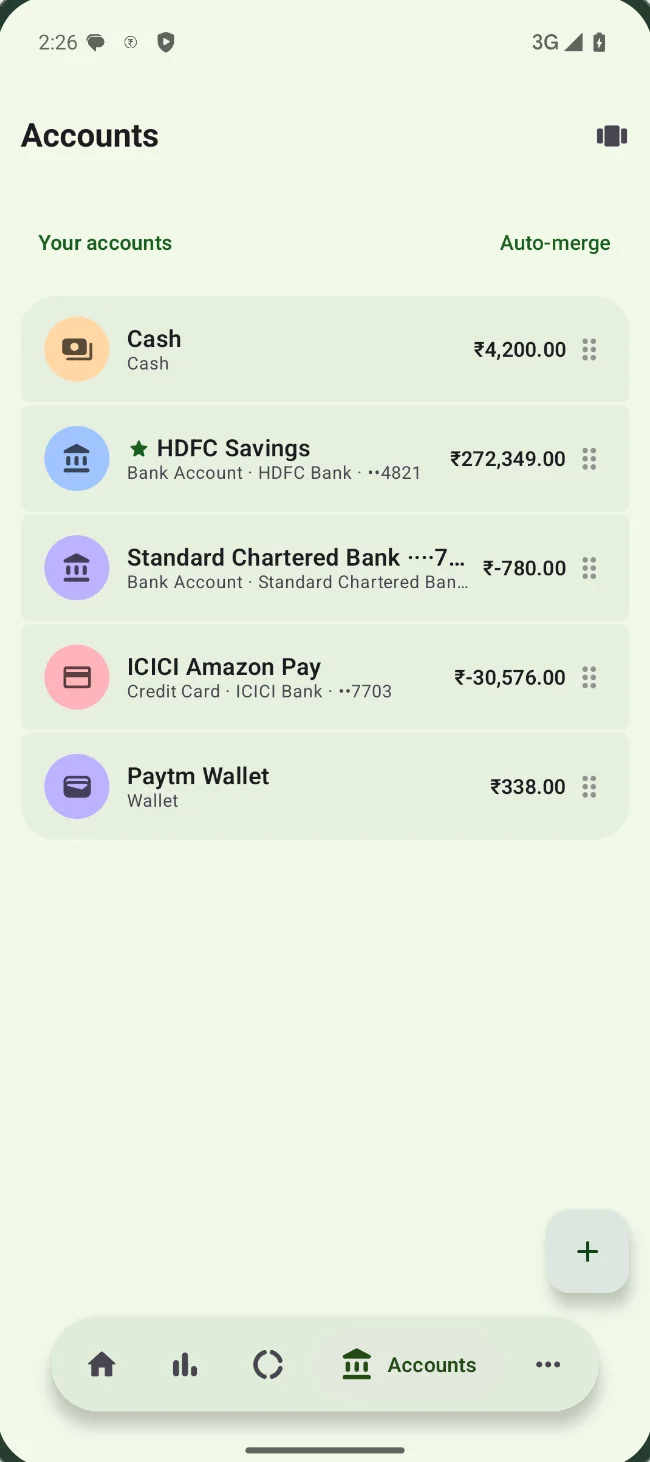 2:26
3G
Accounts
Your accounts
Auto-merge
Cash
Cash
₹4,200.00
HDFC Savings
Bank Account · HDFC Bank · ••4821
₹272,349.00
Standard Chartered Bank ····7…
Bank Account · Standard Chartered Ban…
₹-780.00
ICICI Amazon Pay
Credit Card · ICICI Bank · ••7703
₹-30,576.00
Paytm Wallet
Wallet
₹338.00
Accounts